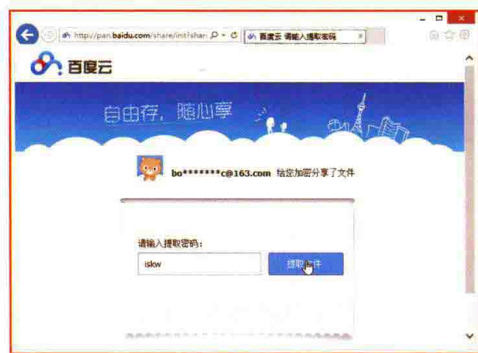 http://pan.baidu.com/share/init?shar
百度云 请输入提取密码
百度云
自由存，随心享
bo*******c@163.com 给您加密分享了文件
请输入提取密码：
iskw
提取文件